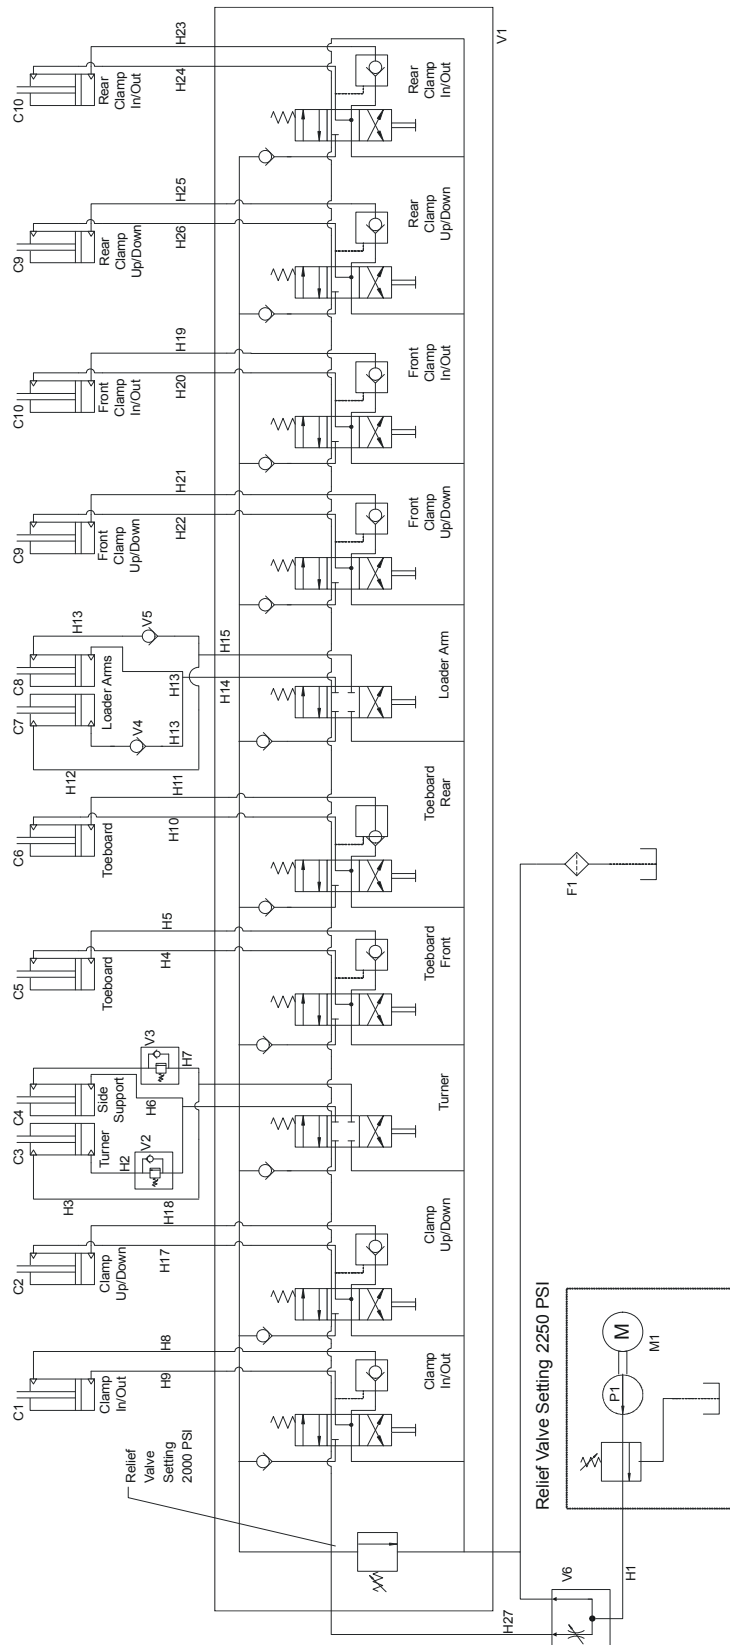 C1
Clamp
In/Out
C2
Clamp
Up/Down
C3
Turner
C4
Side
Support
C5
Toeboard
C6
Toeboard
C7
C8
Loader Arms
C9
Front
Clamp
Up/Down
C10
Front
Clamp
In/Out
C9
Rear
Clamp
Up/Down
C10
Rear
Clamp
In/Out
H9
H8
H17
H18
H3
H2
V2
H6
V3
H7
H4
H5
H10
H11
H12
H13
V4
H13
H13
V5
H14
H15
H22
H21
H20
H19
H26
H25
H24
H23
Relief
Valve
Setting
2000 PSI
Clamp
In/Out
Clamp
Up/Down
Turner
Toeboard
Front
Toeboard
Rear
Loader Arm
Front
Clamp
Up/Down
Front
Clamp
In/Out
Rear
Clamp
Up/Down
Rear
Clamp
In/Out
V1
H27
V6
H1
Relief Valve Setting 2250 PSI
P1
M
M1
F1